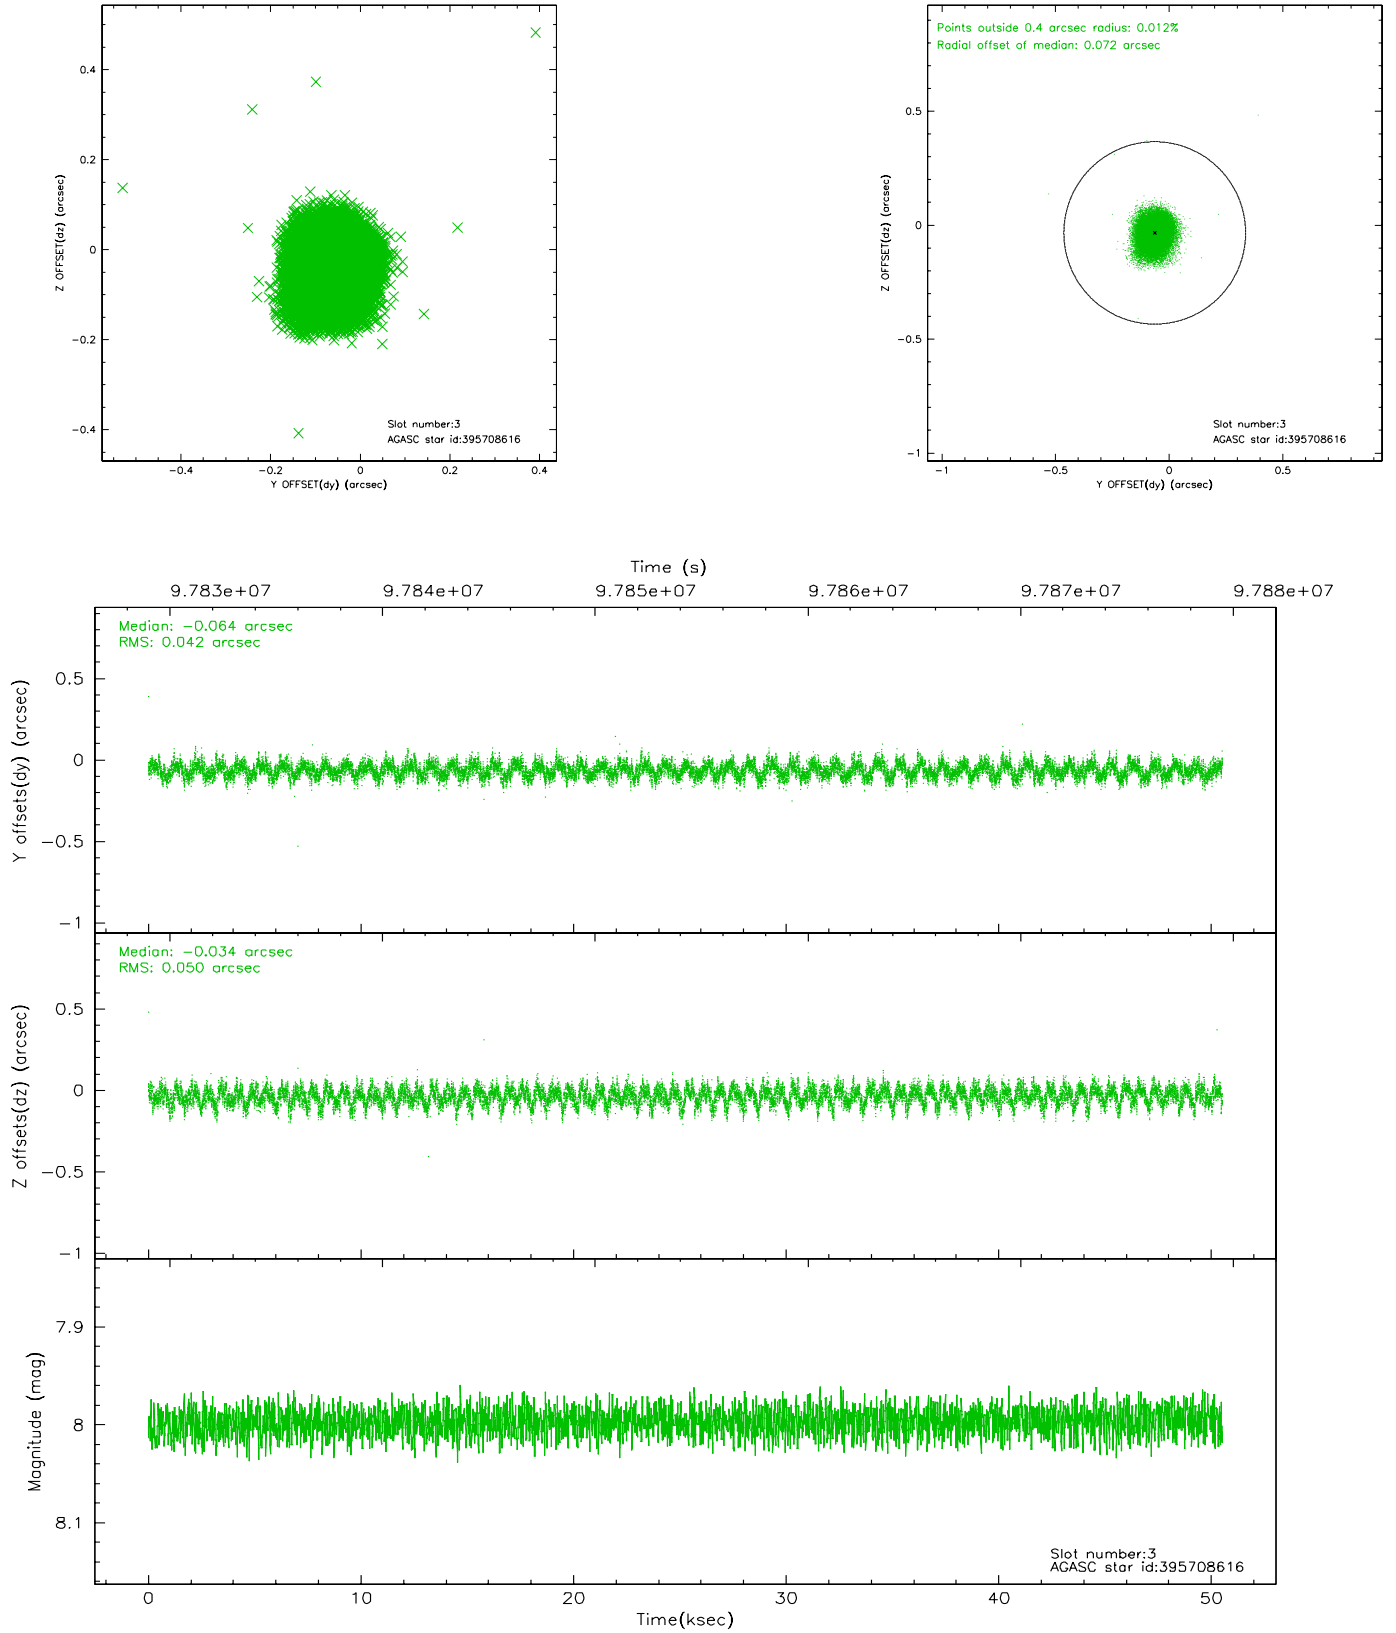 0.4
0.2
0
−0.2
−0.4
Z OFFSET(dz) (arcsec)
Slot number:3
AGASC star id:395708616
−0.4 −0.2 0 0.2 0.4
Y OFFSET(dy) (arcsec)
Points outside 0.4 arcsec radius: 0.012%
Radial offset of median: 0.072 arcsec
0.5
0
−0.5
−1
Z OFFSET(dz) (arcsec)
Slot number:3
AGASC star id:395708616
−1 −0.5 0 0.5
Y OFFSET(dy) (arcsec)
Time (s)
9.783e+07 9.784e+07 9.785e+07 9.786e+07 9.787e+07 9.788e+07
Median: −0.064 arcsec
RMS: 0.042 arcsec
0.5
0
−0.5
−1
Y offsets(dy) (arcsec)
Median: −0.034 arcsec
RMS: 0.050 arcsec
0.5
0
−0.5
−1
Z offsets(dz) (arcsec)
7.9
8
8.1
Magnitude (mag)
Slot number:3
AGASC star id:395708616
0 10 20 30 40 50
Time(ksec)